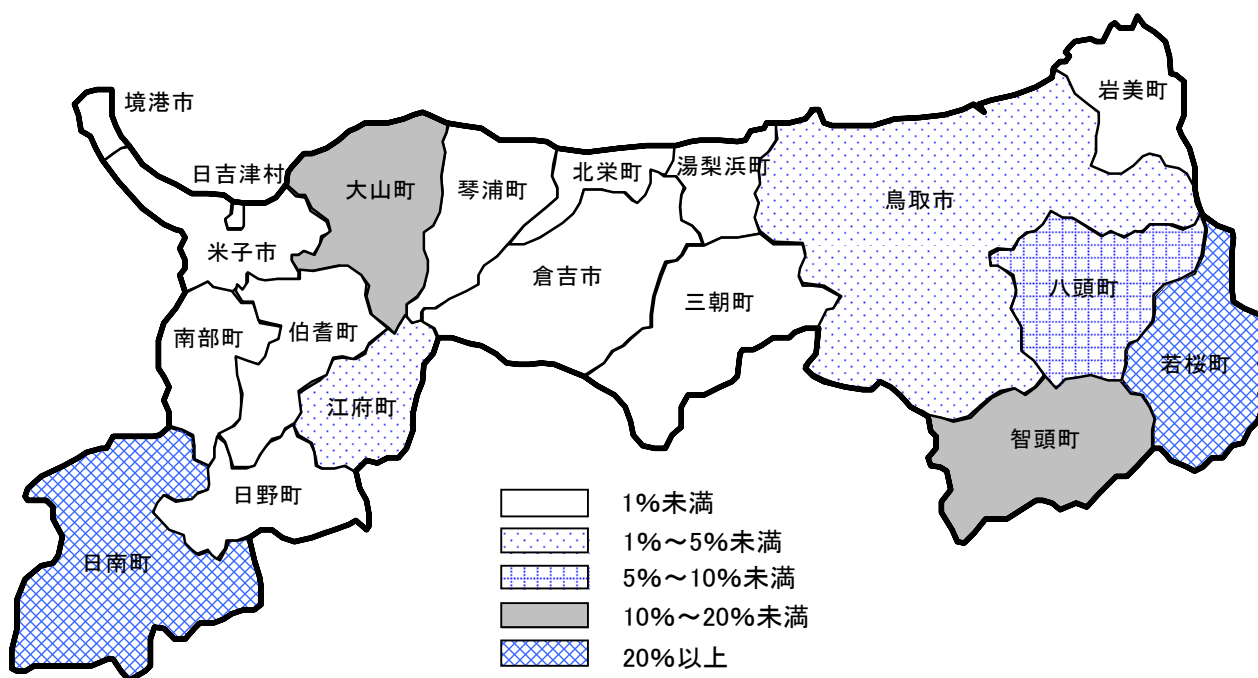 境港市
岩美町
日吉津村
大山町
琴浦町
北栄町
湯梨浜町
鳥取市
米子市
倉吉市
三朝町
八頭町
南部町
伯耆町
若桜町
江府町
智頭町
日野町
日南町
1%未満
1%～5%未満
5%～10%未満
10%～20%未満
20%以上